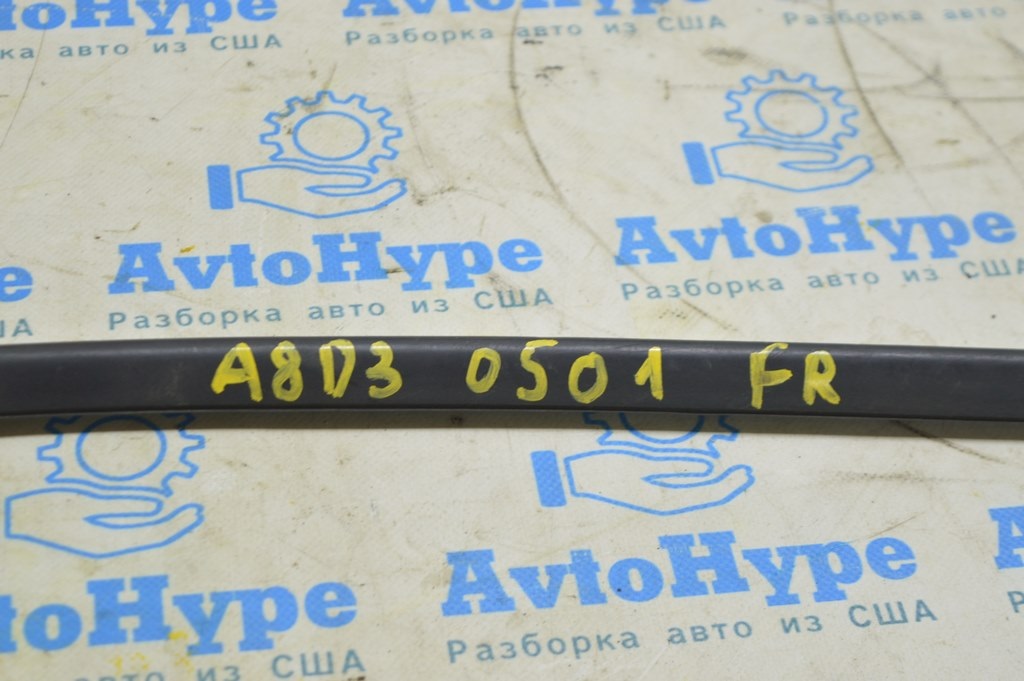 AvtoHype
Разборка авто из США
Разборка авто
AvtoHype
Разборка авто из США
AvtoHype
Разборка авто из США
A8D3 0501 FR
toHype
из США
AvtoHype
Разборка авто из США